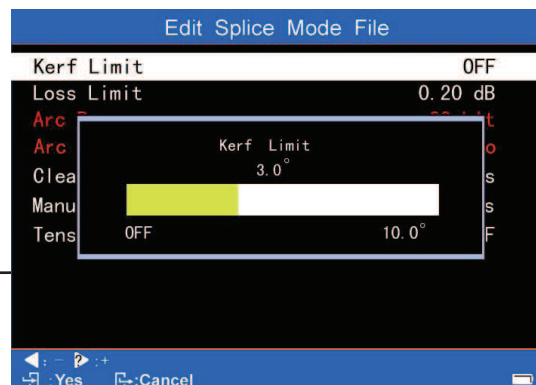 Edit Splice Mode File
Kerf Limit OFF
Loss Limit 0.20 dB
Arc
Arc o
Clea s
Manu s
Tens F
Kerf Limit
3.0°
OFF 10.0°
: - ? :+
:Yes :Cancel